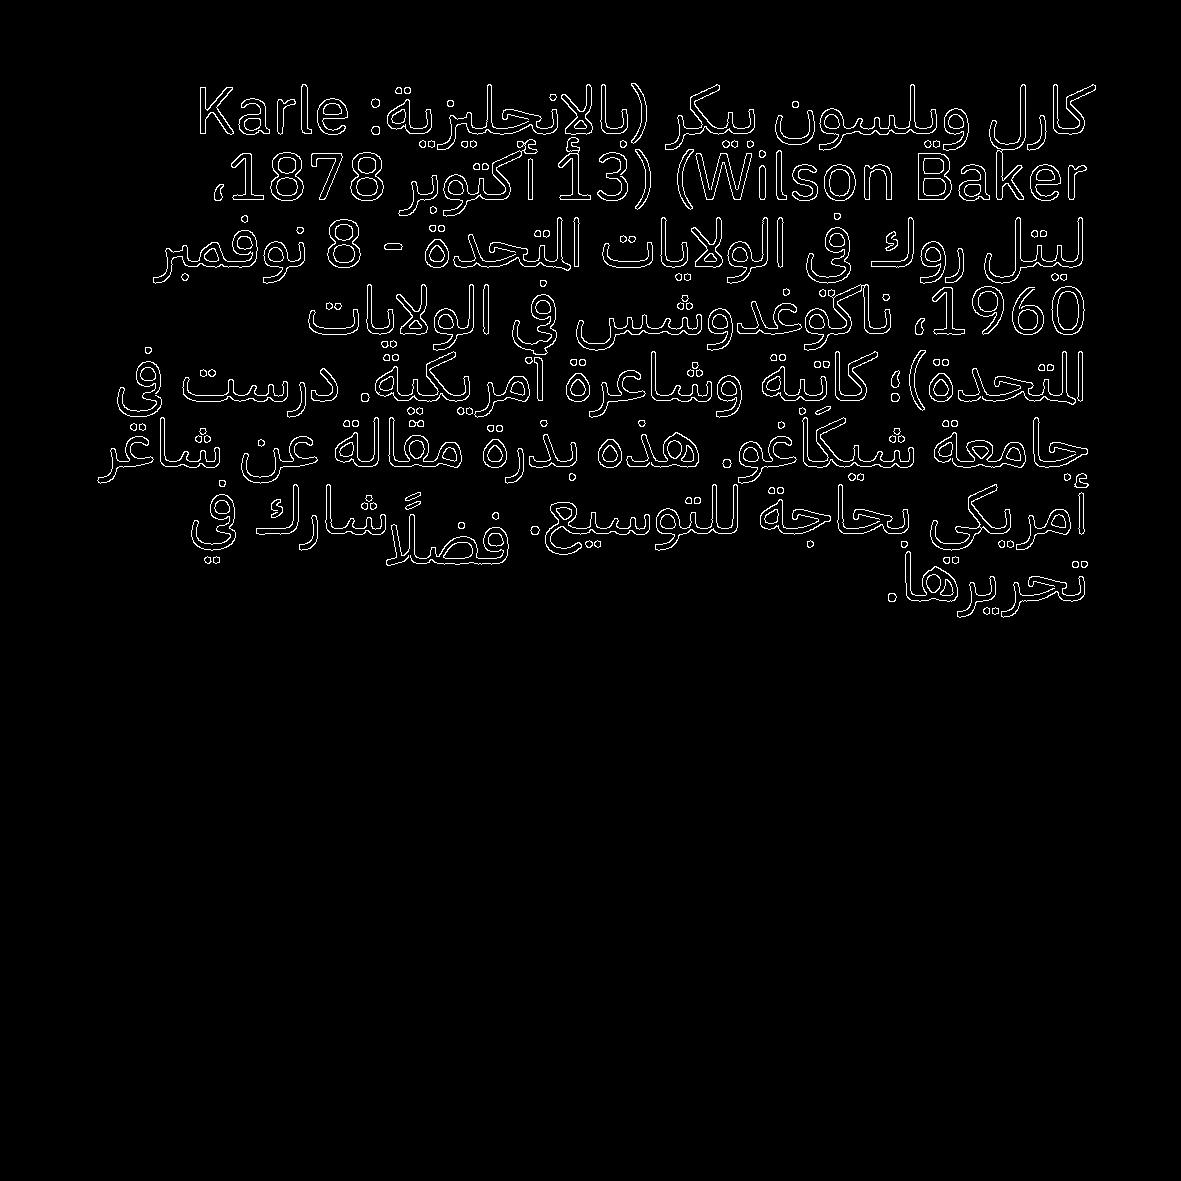 كارل ويلسون بيكر (بالإنجليزية: Karle
Wilson Baker) (13 أكتوبر 1878،
ليتل روك في الولايات المتحدة - 8 نوفمبر
1960، ناكوغدوشس في الولايات
المتحدة)؛ كاتبة وشاعرة أمريكية. درست في
جامعة شيكاغو. هذه بذرة مقالة عن شاعر
أمريكي بحاجة للتوسيع. فضلًا شارك في
تحريرها.